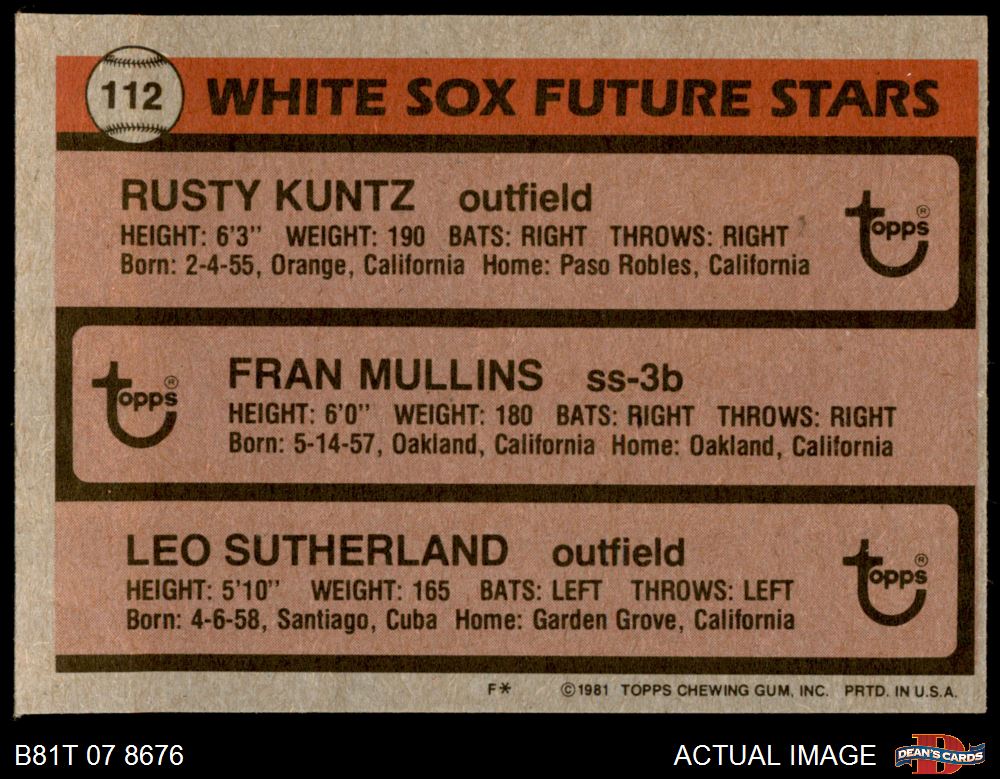 112 WHITE SOX FUTURE STARS
RUSTY KUNTZ outfield
HEIGHT: 6'3" WEIGHT: 190 BATS: RIGHT THROWS: RIGHT
Born: 2-4-55, Orange, California Home: Paso Robles, California
topps®
FRAN MULLINS ss-3b
HEIGHT: 6'0" WEIGHT: 180 BATS: RIGHT THROWS: RIGHT
Born: 5-14-57, Oakland, California Home: Oakland, California
topps®
LEO SUTHERLAND outfield
HEIGHT: 5'10" WEIGHT: 165 BATS: LEFT THROWS: LEFT
Born: 4-6-58, Santiago, Cuba Home: Garden Grove, California
topps®
F* ©1981 TOPPS CHEWING GUM, INC. PRTD. IN U.S.A.
B81T 07 8676 ACTUAL IMAGE DEAN'S CARDS